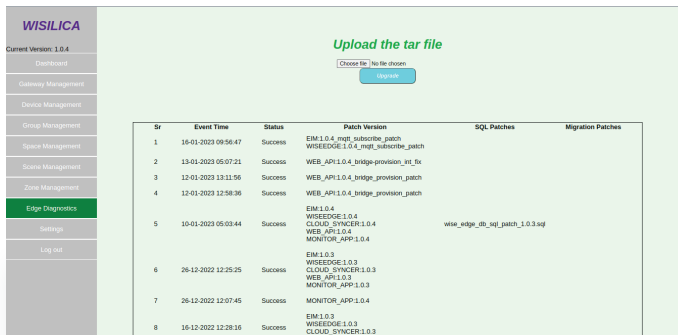 WISILICA
Current Version: 1.0.4
Dashboard
Gateway Management
Device Management
Group Management
Space Management
Scene Management
Zone Management
Edge Diagnostics
Settings
Log out
Upload the tar file
Choose file No file chosen
Upgrade
Sr Event Time Status Patch Version SQL Patches Migration Patches
1 16-01-2023 09:56:47 Success EIM:1.0.4_mqtt_subscribe_patch
WISEEDGE:1.0.4_mqtt_subscribe_patch
2 13-01-2023 05:07:21 Success WEB_API:1.0.4_bridge-provision_int_fix
3 12-01-2023 13:11:56 Success WEB_API:1.0.4_bridge_provision_patch
4 12-01-2023 12:58:36 Success WEB_API:1.0.4_bridge_provision_patch
EIM:1.0.4
WISEEDGE:1.0.4
5 10-01-2023 05:03:44 Success CLOUD_SYNCER:1.0.4 wise_edge_db_sql_patch_1.0.3.sql
WEB_API:1.0.4
MONITOR_APP:1.0.4
EIM:1.0.3
WISEEDGE:1.0.3
6 26-12-2022 12:25:25 Success CLOUD_SYNCER:1.0.3
WEB_API:1.0.3
MONITOR_APP:1.0.3
7 26-12-2022 12:07:45 Success MONITOR_APP:1.0.4
EIM:1.0.3
8 16-12-2022 12:28:16 Success WISEEDGE:1.0.3
CLOUD_SYNCER:1.0.3